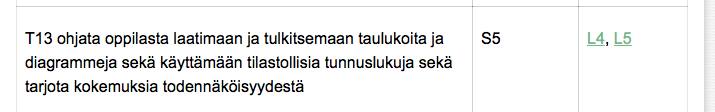 T13 ohjata oppilasta laatimaan ja tulkitsemaan taulukoita ja S5 L4, L5
diagrammeja sekä käyttämään tilastollisia tunnuslukuja sekä
tarjota kokemuksia todennäköisyydestä